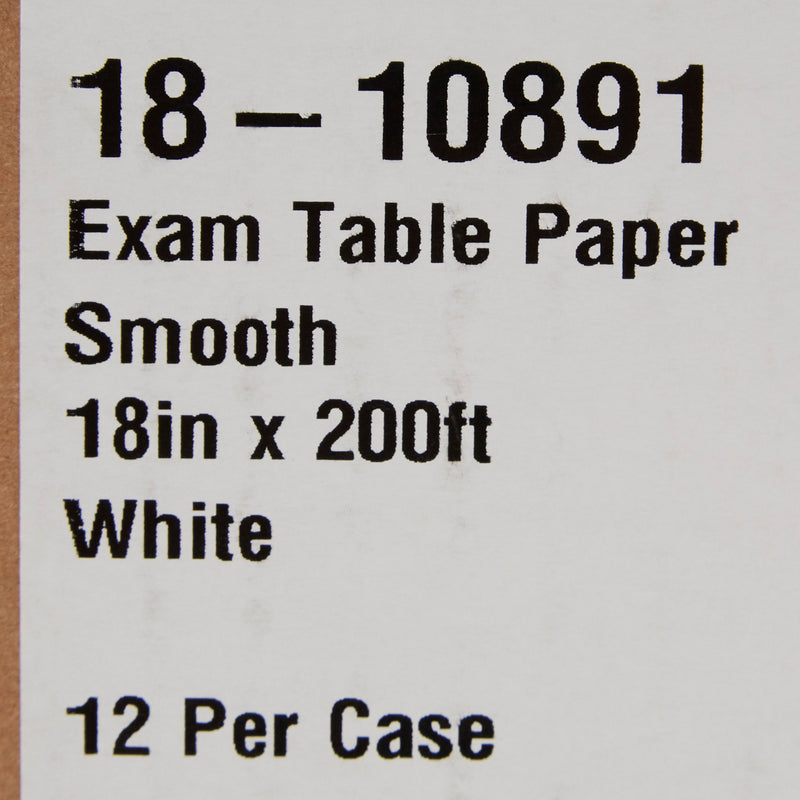 18-10891
Exam Table Paper
Smooth
18in x 200ft
White
12 Per Case